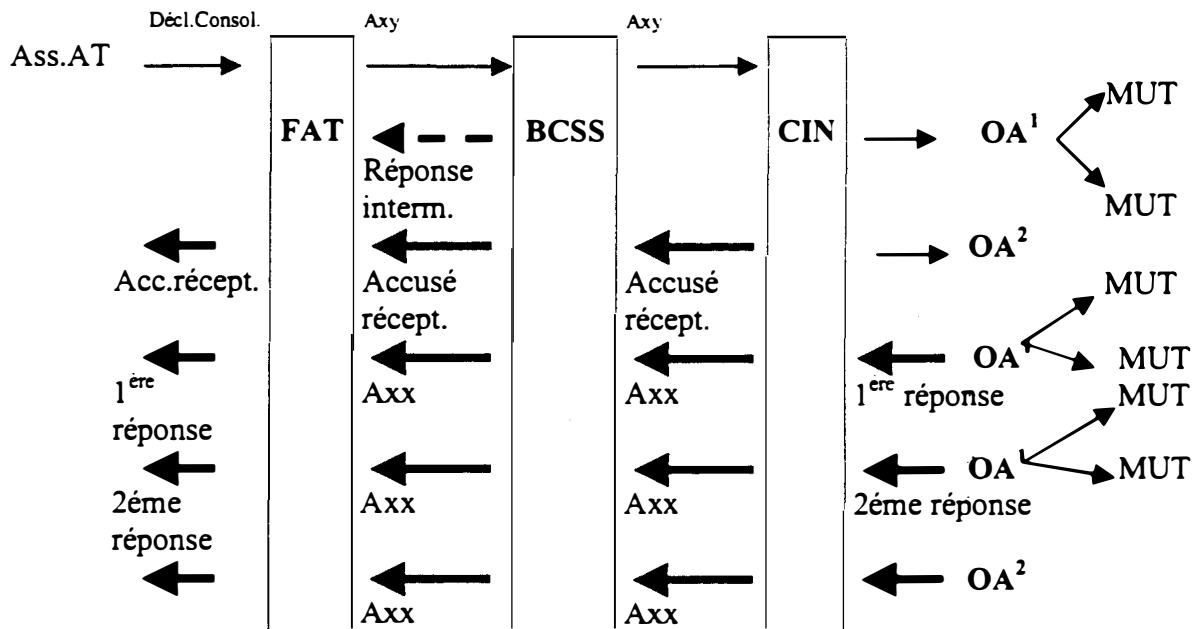 Décl.Consol. Axy Axy
Ass.AT
MUT
FAT BCSS CIN OA¹
Réponse
interm.
MUT
OA²
Acc.récept. Accusé
récept. Accusé
récept.
MUT
OA¹ MUT
1ère
réponse Axx Axx 1ère réponse
MUT
OA¹ MUT
2éme
réponse Axx Axx 2éme réponse
OA²
Axx Axx